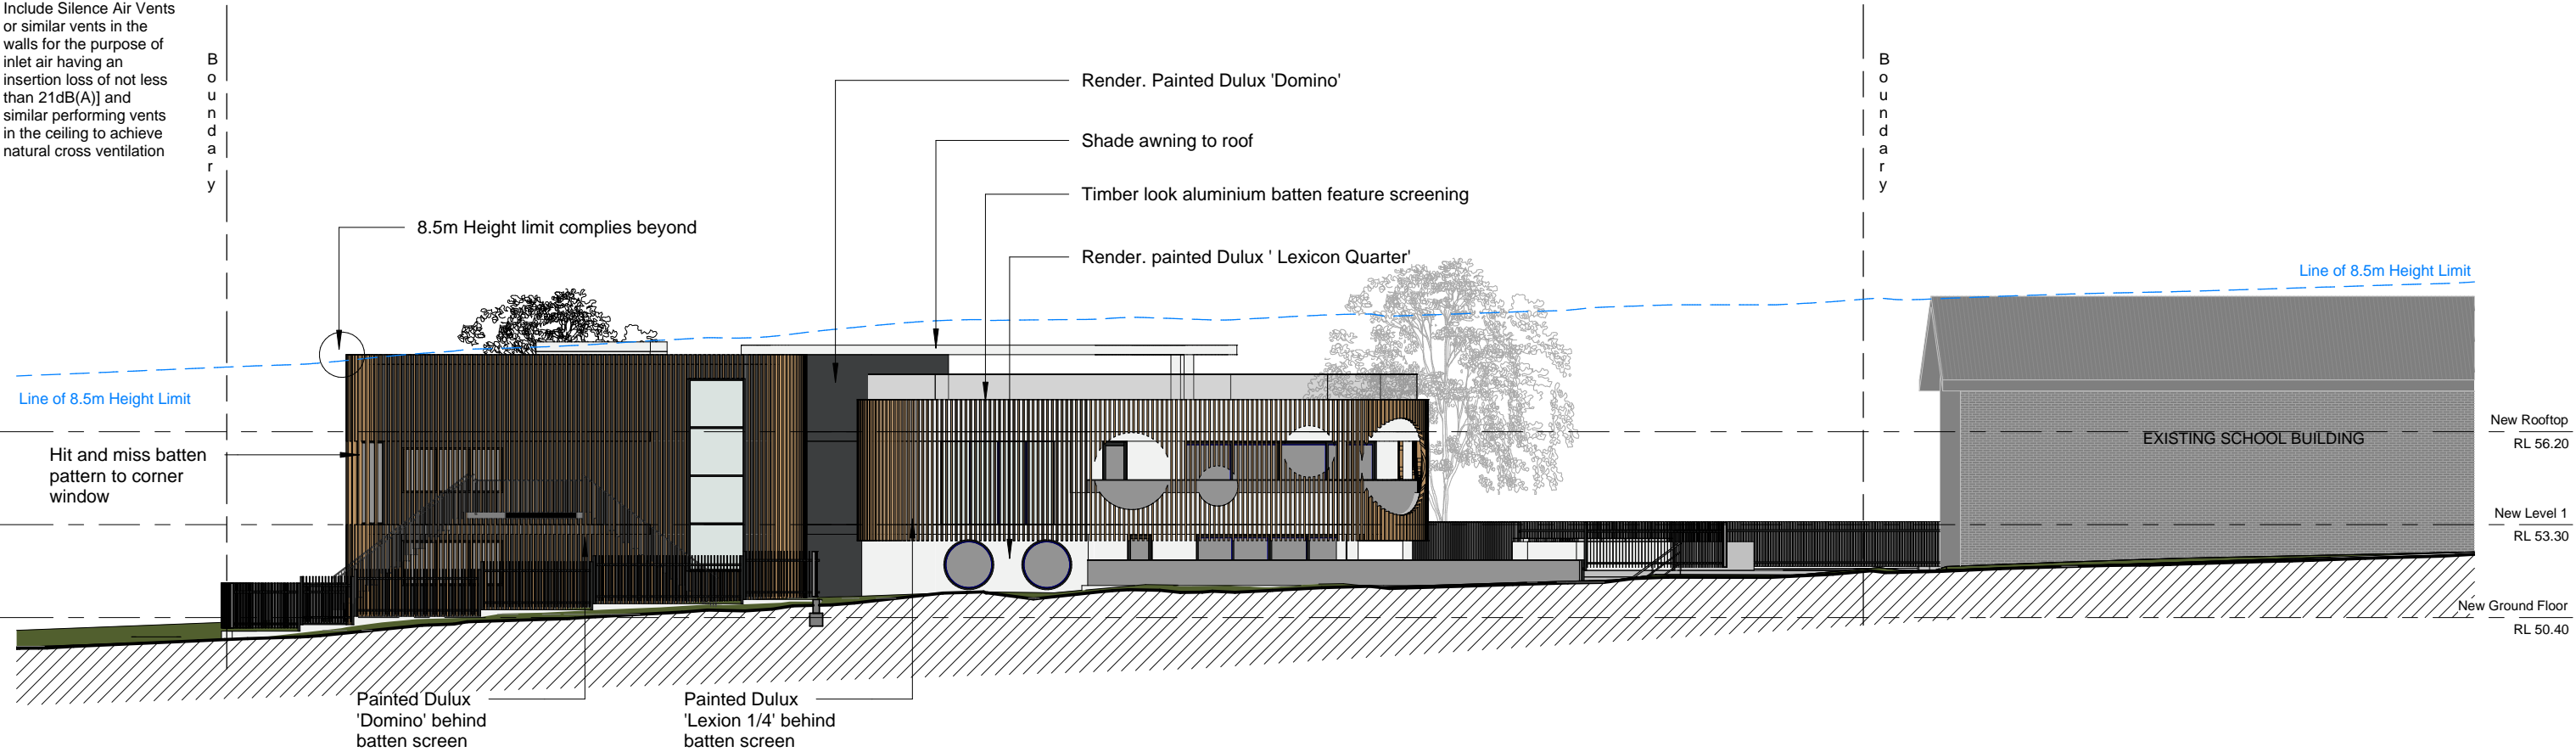 Include Silence Air Vents
or similar vents in the
walls for the purpose of
inlet air having an
insertion loss of not less
than 21dB(A)] and
similar performing vents
in the ceiling to achieve
natural cross ventilation
Boundary
Boundary
Render. Painted Dulux 'Domino'
Shade awning to roof
Timber look aluminium batten feature screening
Render. painted Dulux ' Lexicon Quarter'
8.5m Height limit complies beyond
Line of 8.5m Height Limit
Line of 8.5m Height Limit
Hit and miss batten
pattern to corner
window
EXISTING SCHOOL BUILDING
New Rooftop
RL 56.20
New Level 1
RL 53.30
New Ground Floor
RL 50.40
Painted Dulux
'Domino' behind
batten screen
Painted Dulux
'Lexion 1/4' behind
batten screen